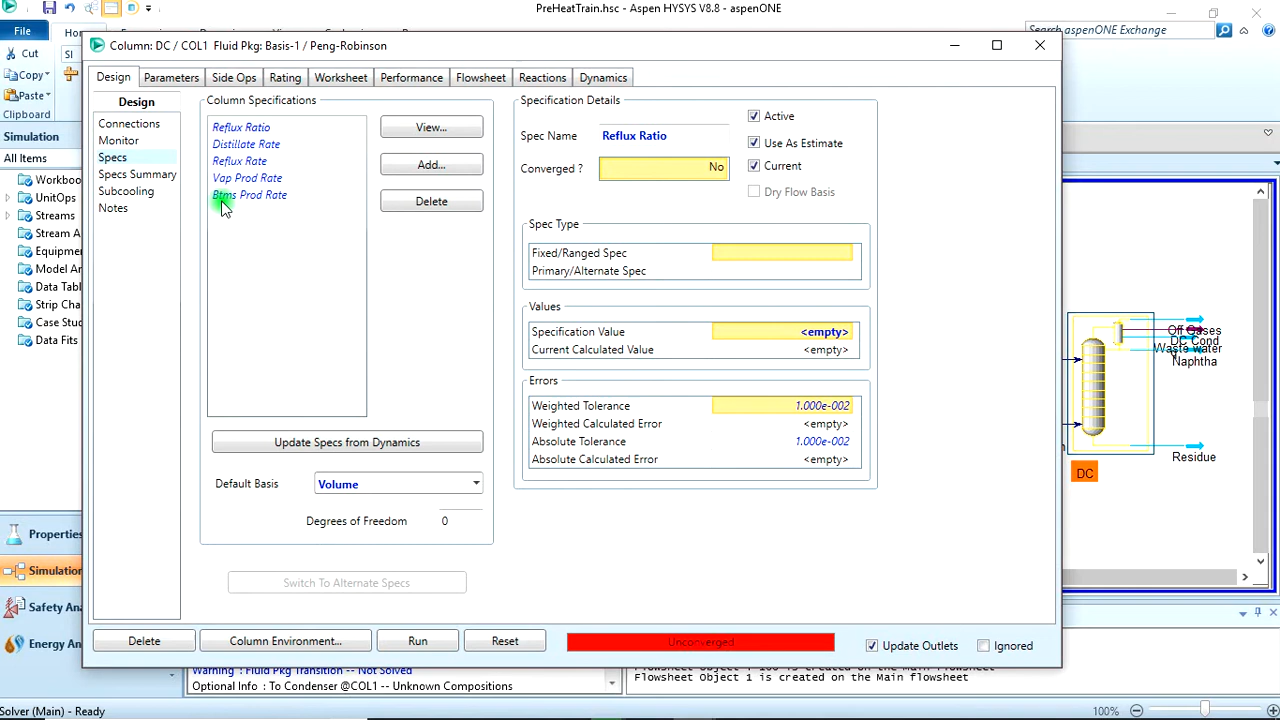 PreHeatTrain.hsc - Aspen HYSYS V8.8 - aspenONE
File
Search aspenONE Exchange
Cut
SI
Copy
Paste
Clipboard
Simulation
All Items
UnitOps
Streams
Stream A
Equipmer
Model Ar
Data Tabl
Strip Char
Case Stud
Data Fits
Properties
Simulation
Safety Ana
Energy An
Column: DC / COL1 Fluid Pkg: Basis-1 / Peng-Robinson
Design Parameters Side Ops Rating Worksheet Performance Flowsheet Reactions Dynamics
Design
Connections
Monitor
Specs
Specs Summary
Subcooling
Notes
Column Specifications
Reflux Ratio
Distillate Rate
Reflux Rate
Vap Prod Rate
Btms Prod Rate
View...
Add...
Delete
Update Specs from Dynamics
Default Basis Volume
Degrees of Freedom 0
Switch To Alternate Specs
Specification Details
Spec Name Reflux Ratio
Converged ? No
Active
Use As Estimate
Current
Dry Flow Basis
Spec Type
Fixed/Ranged Spec
Primary/Alternate Spec
Values
Specification Value <empty>
Current Calculated Value <empty>
Errors
Weighted Tolerance 1.000e-002
Weighted Calculated Error <empty>
Absolute Tolerance 1.000e-002
Absolute Calculated Error <empty>
Delete Column Environment... Run Reset Unconverged Update Outlets Ignored
Off Gases
DC Cond
Waste water
Naphtha
Residue
DC
Warning : Fluid Pkg Transition -- Not Solved
Optional Info : To Condenser @COL1 -- Unknown Compositions
Flowsheet Object 1 is created on the Main flowsheet
Solver (Main) - Ready
100%